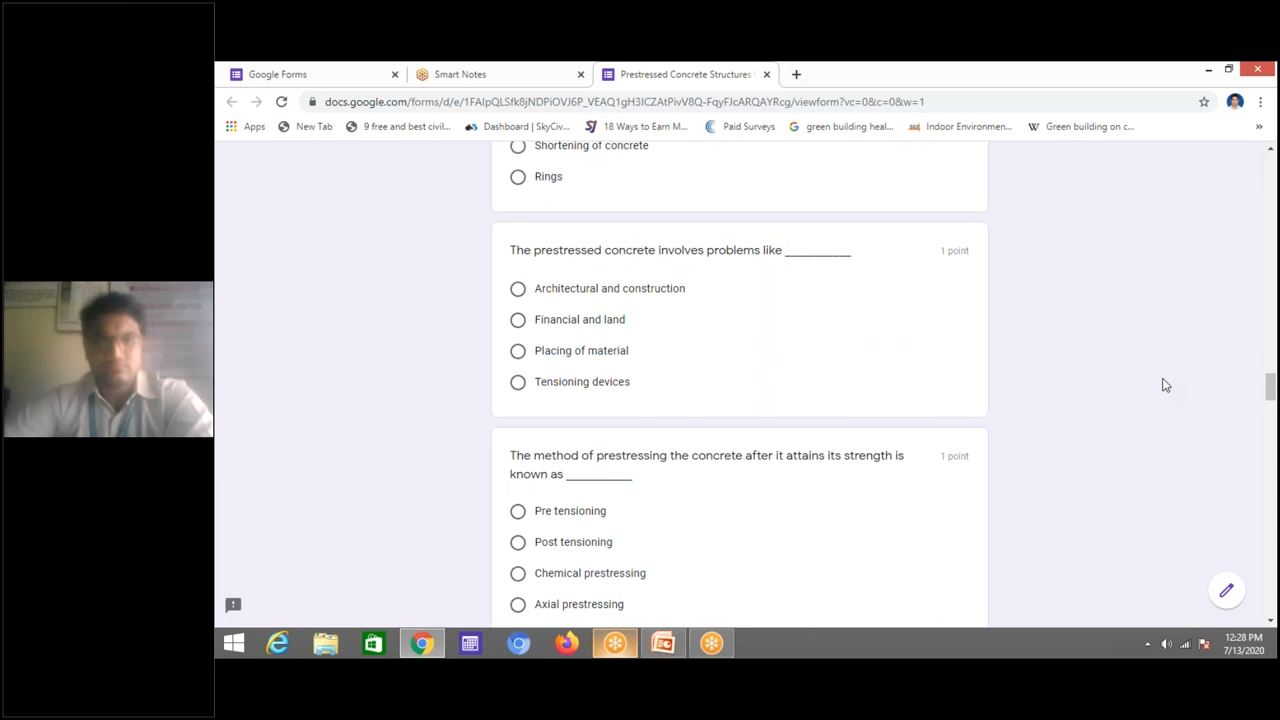 Google Forms
Smart Notes
Prestressed Concrete Structures
docs.google.com/forms/d/e/1FAIpQLSfk8jNDPiOVJ6P_VEAQ1gH3ICZAtPivV8Q-FqyFJcARQAYRcg/viewform?vc=0&c=0&w=1
Apps
New Tab
9 free and best civil...
Dashboard | SkyCiv...
18 Ways to Earn M...
Paid Surveys
green building heal...
Indoor Environmen...
Green building on c...
Shortening of concrete
Rings
The prestressed concrete involves problems like ___________
1 point
Architectural and construction
Financial and land
Placing of material
Tensioning devices
The method of prestressing the concrete after it attains its strength is
known as ___________
1 point
Pre tensioning
Post tensioning
Chemical prestressing
Axial prestressing
12:28 PM
7/13/2020